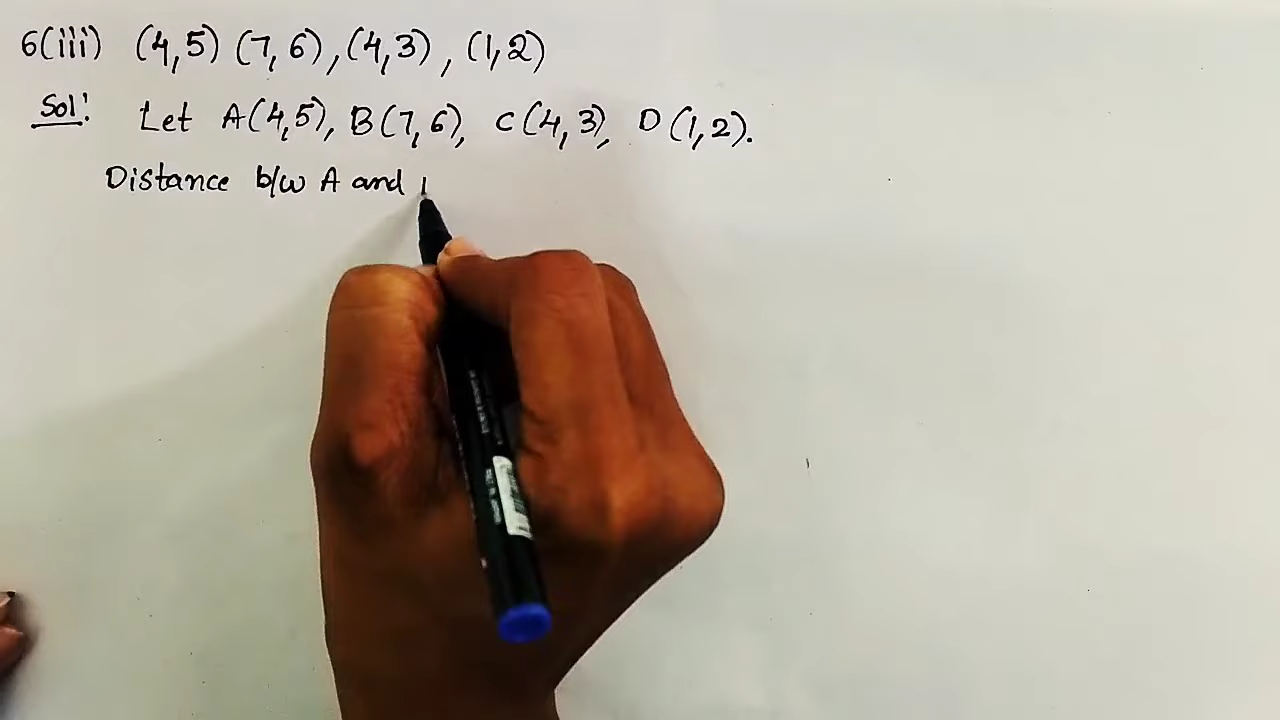 6(iii) (4,5) (7,6), (4,3), (1,2)
Sol: Let A(4,5), B(7,6), C(4,3), D(1,2).
Distance b/w A and